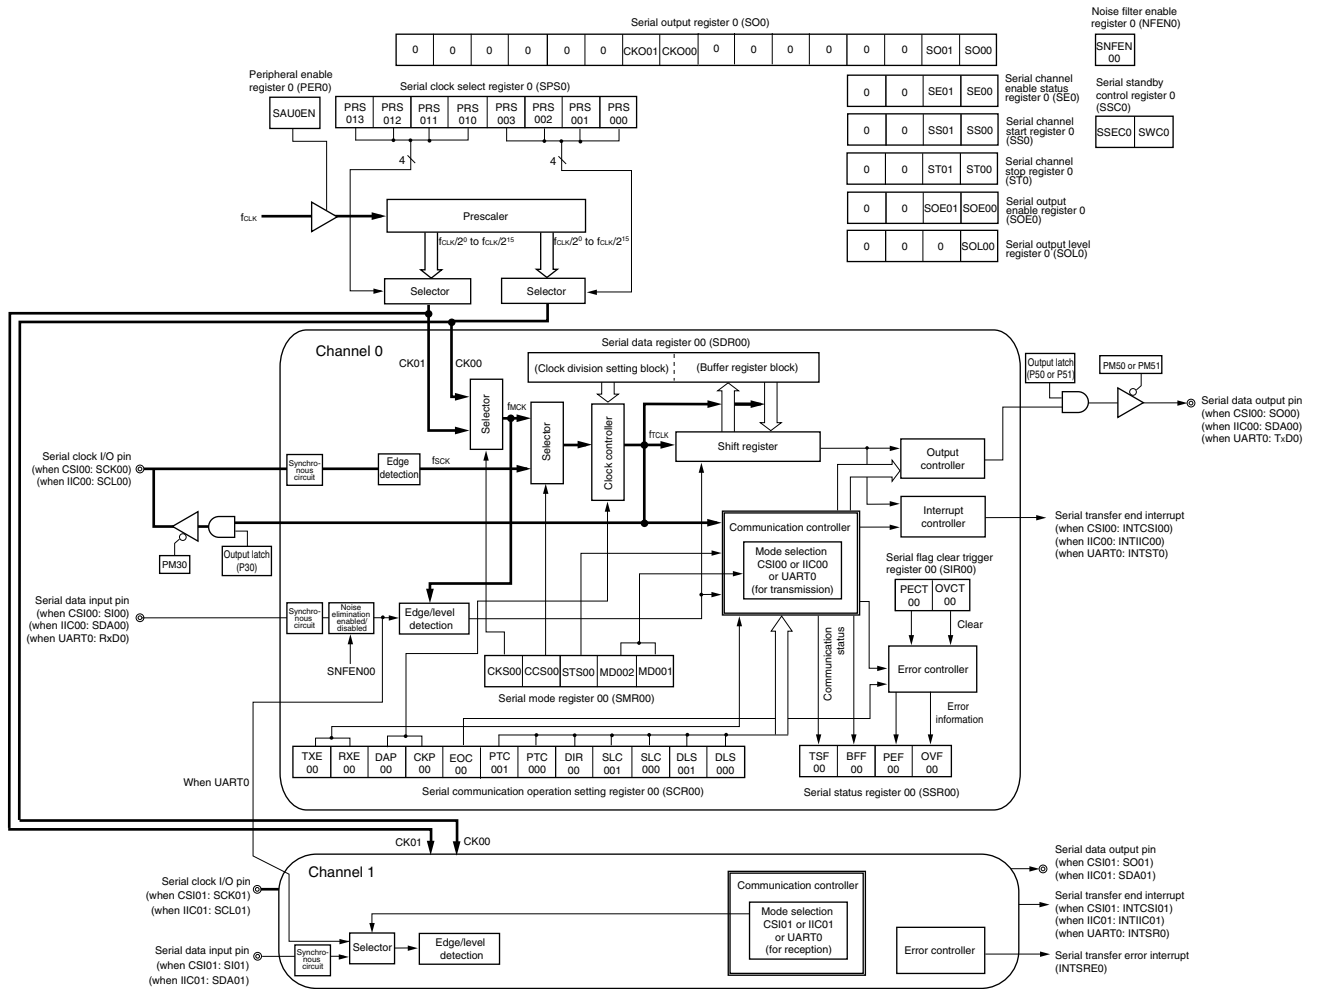 Serial output register 0 (SO0)
0 0 0 0 0 0 CKO01 CKO00 0 0 0 0 0 0 SO01 SO00
Noise filter enable
register 0 (NFEN0)
SNFEN
00
Peripheral enable
register 0 (PER0)
SAU0EN
Serial clock select register 0 (SPS0)
PRS PRS PRS PRS PRS PRS PRS PRS
013 012 011 010 003 002 001 000
0 0 SE01 SE00
Serial channel
enable status
register 0 (SE0)
Serial standby
control register 0
(SSC0)
SSEC0 SWC0
0 0 SS01 SS00
Serial channel
start register 0
(SS0)
0 0 ST01 ST00
Serial channel
stop register 0
(ST0)
0 0 SOE01 SOE00
Serial output
enable register 0
(SOE0)
0 0 0 SOL00
Serial output level
register 0 (SOL0)
4 4
fCLK
Prescaler
fCLK/2⁰ to fCLK/2¹⁵ fCLK/2⁰ to fCLK/2¹⁵
Selector Selector
Channel 0
CK01 CK00
Serial data register 00 (SDR00)
(Clock division setting block) (Buffer register block)
Selector
fMCK
Selector
Clock controller
fTCLK
Shift register
Output latch
(P50 or P51)
PM50 or PM51
Serial data output pin
(when CSI00: SO00)
(when IIC00: SDA00)
(when UART0: TxD0)
Output
controller
Serial clock I/O pin
(when CSI00: SCK00)
(when IIC00: SCL00)
Synchro-
nous
circuit
Edge
detection
fSCK
Interrupt
controller
Serial transfer end interrupt
(when CSI00: INTCSI00)
(when IIC00: INTIIC00)
(when UART0: INTST0)
PM30
Output latch
(P30)
Communication controller
Mode selection
CSI00 or IIC00
or UART0
(for transmission)
Serial flag clear trigger
register 00 (SIR00)
PECT OVCT
00 00
Clear
Serial data input pin
(when CSI00: SI00)
(when IIC00: SDA00)
(when UART0: RxD0)
Synchro-
nous
circuit
Noise
elimination
enabled/
disabled
Edge/level
detection
SNFEN00
CKS00 CCS00 STS00 MD002 MD001
Serial mode register 00 (SMR00)
Communication
status
Error controller
Error
information
TXE RXE DAP CKP EOC PTC PTC DIR SLC SLC DLS DLS
00 00 00 00 00 001 000 00 001 000 001 000
Serial communication operation setting register 00 (SCR00)
TSF BFF PEF OVF
00 00 00 00
Serial status register 00 (SSR00)
When UART0
CK01 CK00
Channel 1
Serial clock I/O pin
(when CSI01: SCK01)
(when IIC01: SCL01)
Serial data input pin
(when CSI01: SI01)
(when IIC01: SDA01)
Synchro-
nous
circuit
Selector
Edge/level
detection
Communication controller
Mode selection
CSI01 or IIC01
or UART0
(for reception)
Error controller
Serial data output pin
(when CSI01: SO01)
(when IIC01: SDA01)
Serial transfer end interrupt
(when CSI01: INTCSI01)
(when IIC01: INTIIC01)
(when UART0: INTSR0)
Serial transfer error interrupt
(INTSRE0)